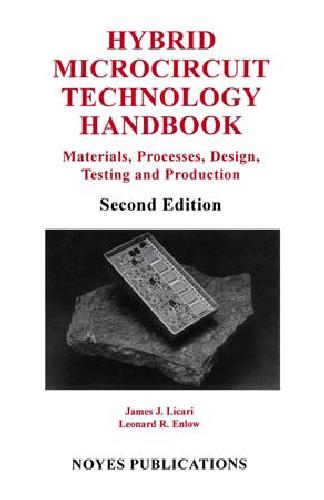 HYBRID
MICROCIRCUIT
TECHNOLOGY
HANDBOOK
Materials, Processes, Design,
Testing and Production
Second Edition
James J. Licari
Leonard R. Enlow
NOYES PUBLICATIONS